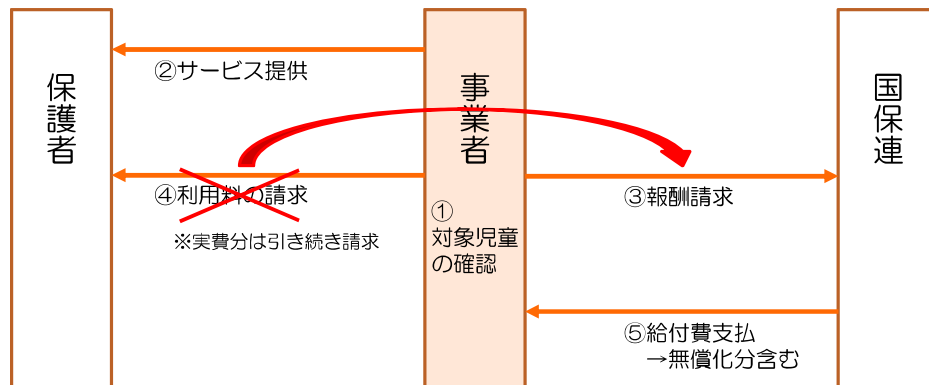 保護者
②サービス提供
④利用料の請求
※実費分は引き続き請求
事業者
①
対象児童
の確認
③報酬請求
⑤給付費支払
→無償化分含む
国保連